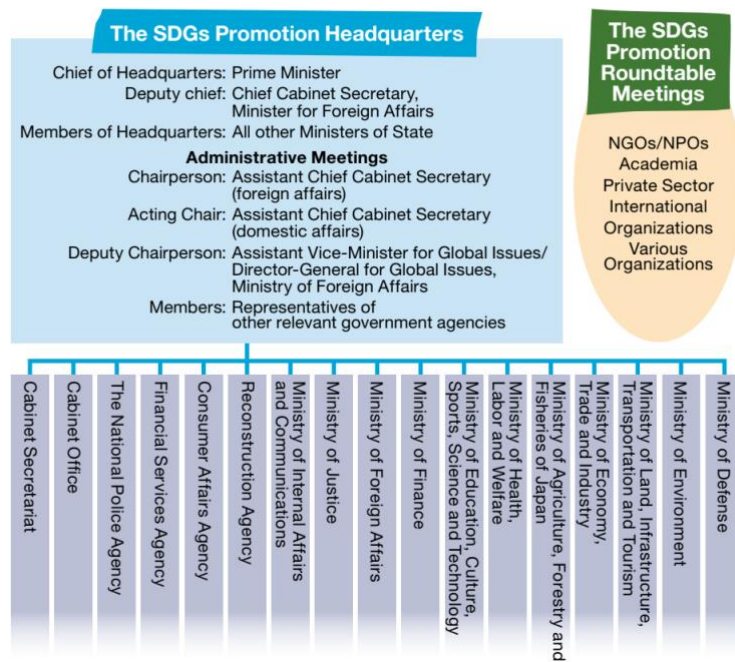 The SDGs Promotion Headquarters
Chief of Headquarters: Prime Minister
Deputy chief: Chief Cabinet Secretary,
Minister for Foreign Affairs
Members of Headquarters: All other Ministers of State
Administrative Meetings
Chairperson: Assistant Chief Cabinet Secretary
(foreign affairs)
Acting Chair: Assistant Chief Cabinet Secretary
(domestic affairs)
Deputy Chairperson: Assistant Vice-Minister for Global Issues/
Director-General for Global Issues,
Ministry of Foreign Affairs
Members: Representatives of
other relevant government agencies
The SDGs
Promotion
Roundtable
Meetings
NGOs/NPOs
Academia
Private Sector
International
Organizations
Various
Organizations
Cabinet Secretariat
Cabinet Office
The National Police Agency
Financial Services Agency
Consumer Affairs Agency
Reconstruction Agency
Ministry of Internal Affairs
and Communications
Ministry of Justice
Ministry of Foreign Affairs
Ministry of Finance
Ministry of Education, Culture,
Sports, Science and Technology
Ministry of Health,
Labor and Welfare
Ministry of Agriculture, Forestry and
Fisheries of Japan
Ministry of Economy,
Trade and Industry
Ministry of Land, Infrastructure,
Transportation and Tourism
Ministry of Environment
Ministry of Defense